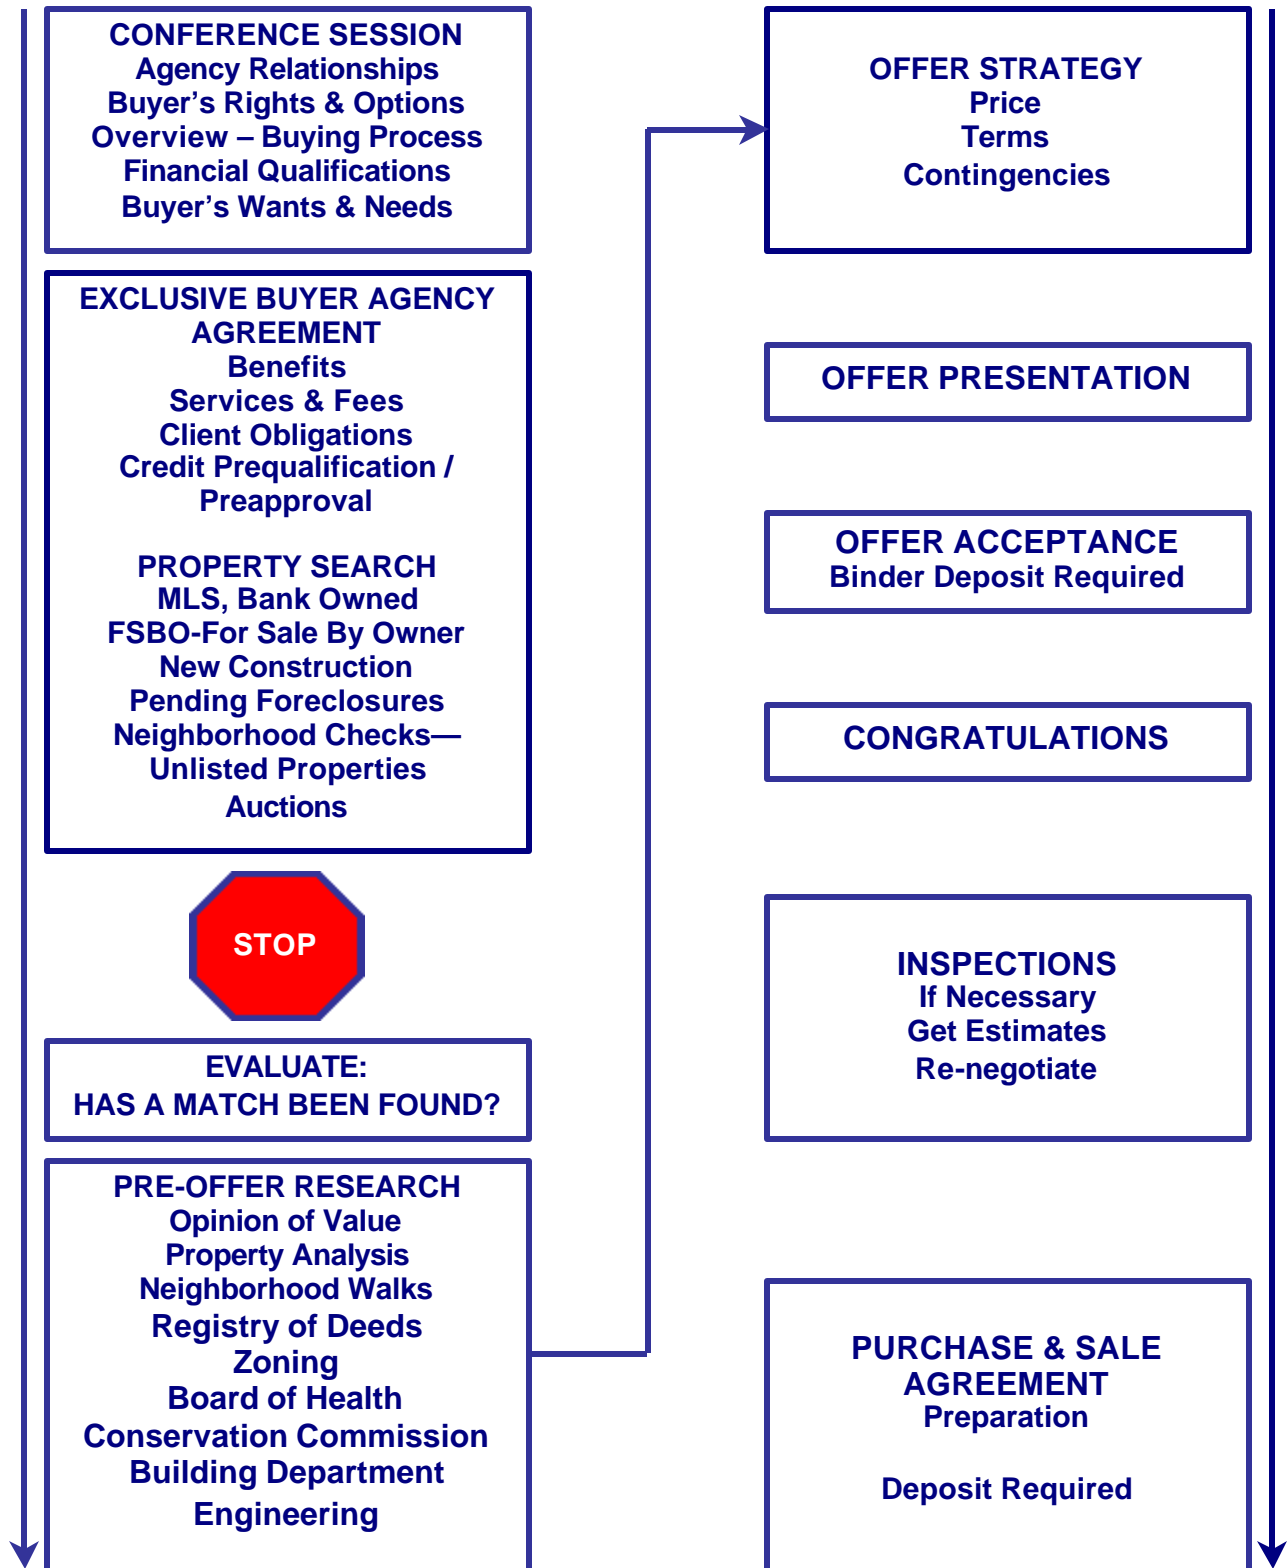 CONFERENCE SESSION
Agency Relationships
Buyer’s Rights & Options
Overview – Buying Process
Financial Qualifications
Buyer’s Wants & Needs
EXCLUSIVE BUYER AGENCY
AGREEMENT
Benefits
Services & Fees
Client Obligations
Credit Prequalification /
Preapproval
PROPERTY SEARCH
MLS, Bank Owned
FSBO-For Sale By Owner
New Construction
Pending Foreclosures
Neighborhood Checks—
Unlisted Properties
Auctions
STOP
EVALUATE:
HAS A MATCH BEEN FOUND?
PRE-OFFER RESEARCH
Opinion of Value
Property Analysis
Neighborhood Walks
Registry of Deeds
Zoning
Board of Health
Conservation Commission
Building Department
Engineering
OFFER STRATEGY
Price
Terms
Contingencies
OFFER PRESENTATION
OFFER ACCEPTANCE
Binder Deposit Required
CONGRATULATIONS
INSPECTIONS
If Necessary
Get Estimates
Re-negotiate
PURCHASE & SALE
AGREEMENT
Preparation
Deposit Required